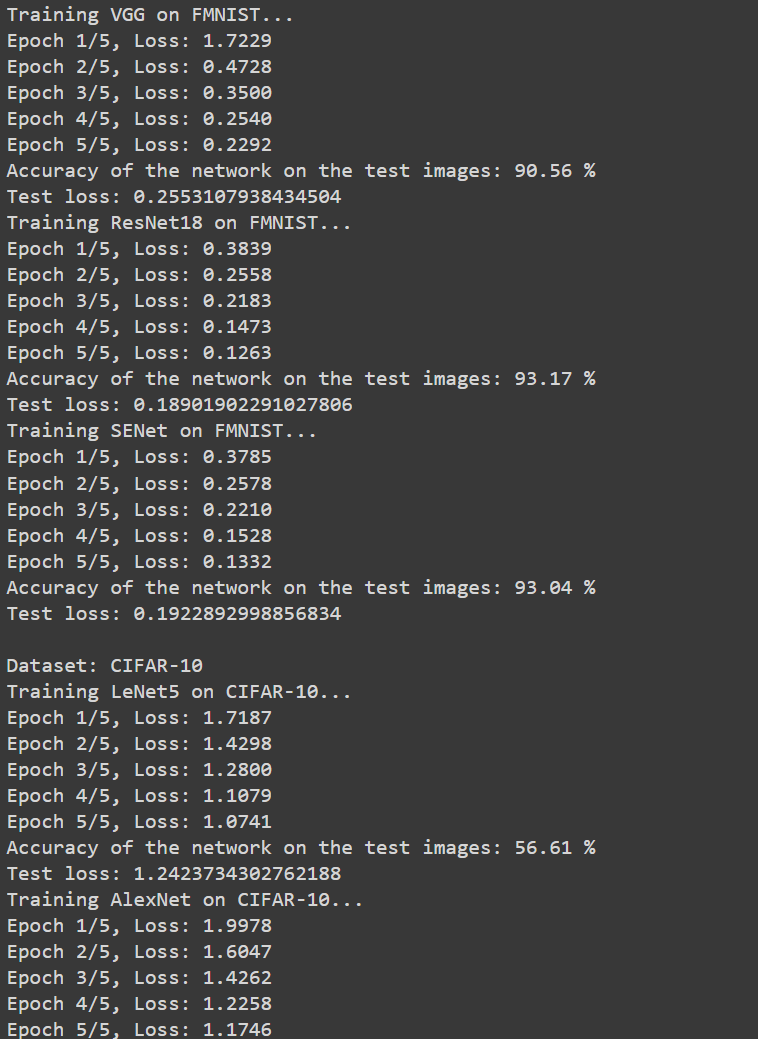 Training VGG on FMNIST...
Epoch 1/5, Loss: 1.7229
Epoch 2/5, Loss: 0.4728
Epoch 3/5, Loss: 0.3500
Epoch 4/5, Loss: 0.2540
Epoch 5/5, Loss: 0.2292
Accuracy of the network on the test images: 90.56 %
Test loss: 0.2553107938434504
Training ResNet18 on FMNIST...
Epoch 1/5, Loss: 0.3839
Epoch 2/5, Loss: 0.2558
Epoch 3/5, Loss: 0.2183
Epoch 4/5, Loss: 0.1473
Epoch 5/5, Loss: 0.1263
Accuracy of the network on the test images: 93.17 %
Test loss: 0.18901902291027806
Training SENet on FMNIST...
Epoch 1/5, Loss: 0.3785
Epoch 2/5, Loss: 0.2578
Epoch 3/5, Loss: 0.2210
Epoch 4/5, Loss: 0.1528
Epoch 5/5, Loss: 0.1332
Accuracy of the network on the test images: 93.04 %
Test loss: 0.1922892998856834
Dataset: CIFAR-10
Training LeNet5 on CIFAR-10...
Epoch 1/5, Loss: 1.7187
Epoch 2/5, Loss: 1.4298
Epoch 3/5, Loss: 1.2800
Epoch 4/5, Loss: 1.1079
Epoch 5/5, Loss: 1.0741
Accuracy of the network on the test images: 56.61 %
Test loss: 1.2423734302762188
Training AlexNet on CIFAR-10...
Epoch 1/5, Loss: 1.9978
Epoch 2/5, Loss: 1.6047
Epoch 3/5, Loss: 1.4262
Epoch 4/5, Loss: 1.2258
Epoch 5/5, Loss: 1.1746